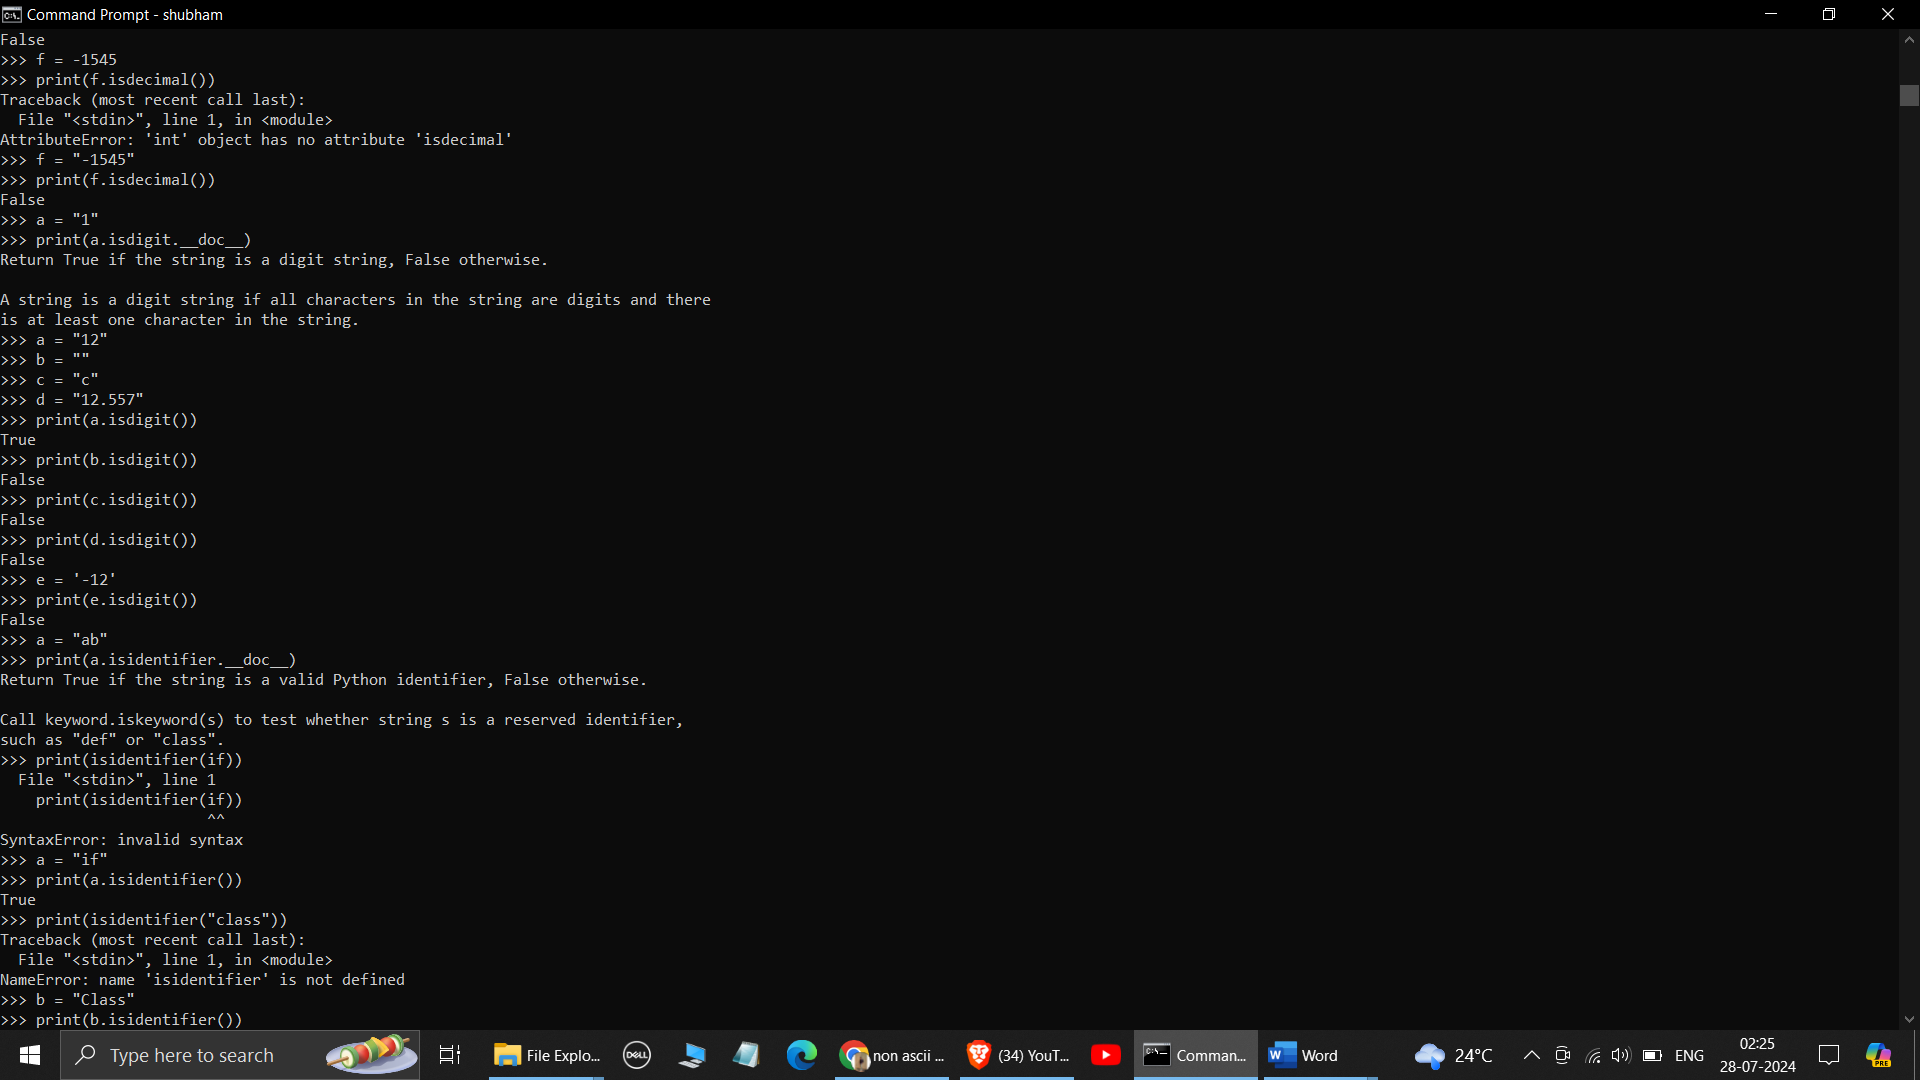 Command Prompt - shubham
False
>>> f = -1545
>>> print(f.isdecimal())
Traceback (most recent call last):
  File "<stdin>", line 1, in <module>
AttributeError: 'int' object has no attribute 'isdecimal'
>>> f = "-1545"
>>> print(f.isdecimal())
False
>>> a = "1"
>>> print(a.isdigit.__doc__)
Return True if the string is a digit string, False otherwise.

A string is a digit string if all characters in the string are digits and there
is at least one character in the string.
>>> a = "12"
>>> b = ""
>>> c = "c"
>>> d = "12.557"
>>> print(a.isdigit())
True
>>> print(b.isdigit())
False
>>> print(c.isdigit())
False
>>> print(d.isdigit())
False
>>> e = '-12'
>>> print(e.isdigit())
False
>>> a = "ab"
>>> print(a.isidentifier.__doc__)
Return True if the string is a valid Python identifier, False otherwise.

Call keyword.iskeyword(s) to test whether string s is a reserved identifier,
such as "def" or "class".
>>> print(isidentifier(if))
  File "<stdin>", line 1
    print(isidentifier(if))
                       ^^
SyntaxError: invalid syntax
>>> a = "if"
>>> print(a.isidentifier())
True
>>> print(isidentifier("class"))
Traceback (most recent call last):
  File "<stdin>", line 1, in <module>
NameError: name 'isidentifier' is not defined
>>> b = "Class"
>>> print(b.isidentifier())
Type here to search
File Explo...
DELL
non ascii ...
(34) YouT...
Comman...
Word
24°C
ENG
02:25
28-07-2024
PRE